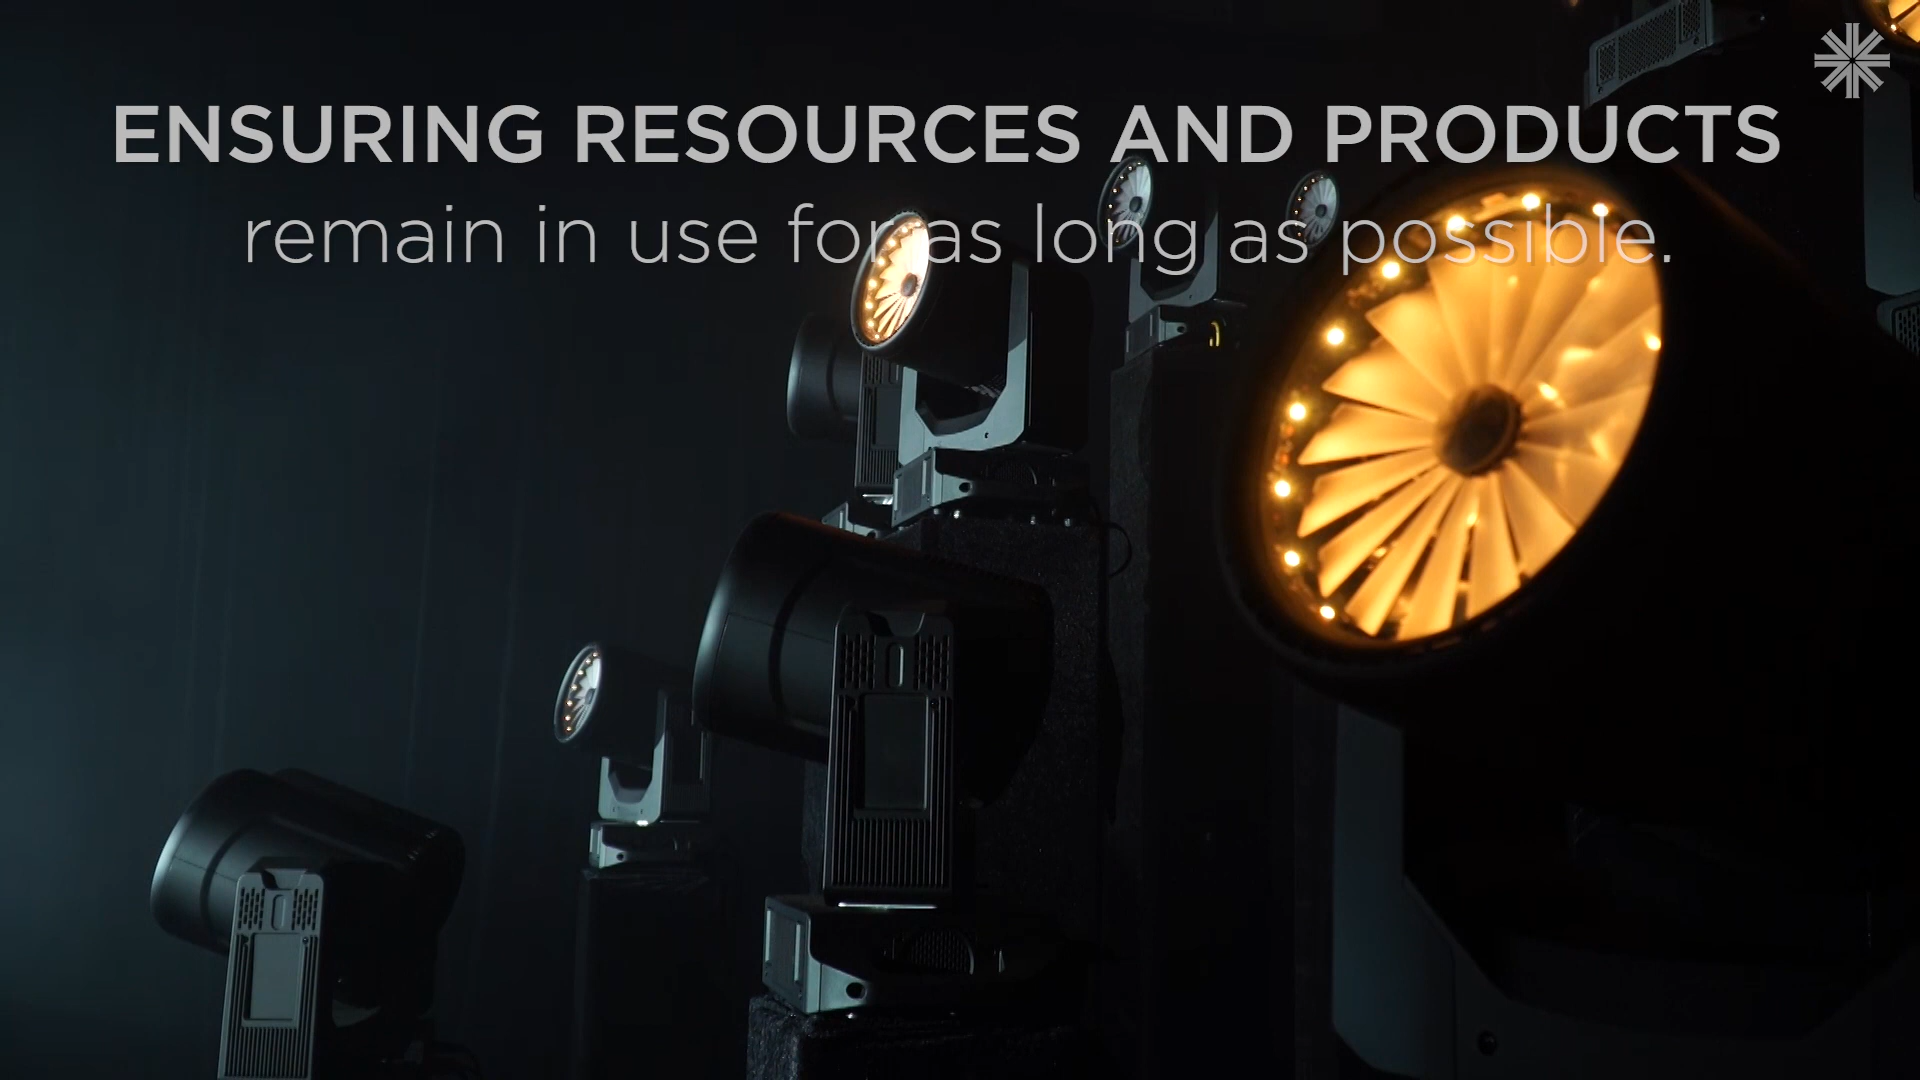 ENSURING RESOURCES AND PRODUCTS
remain in use for as long as possible.